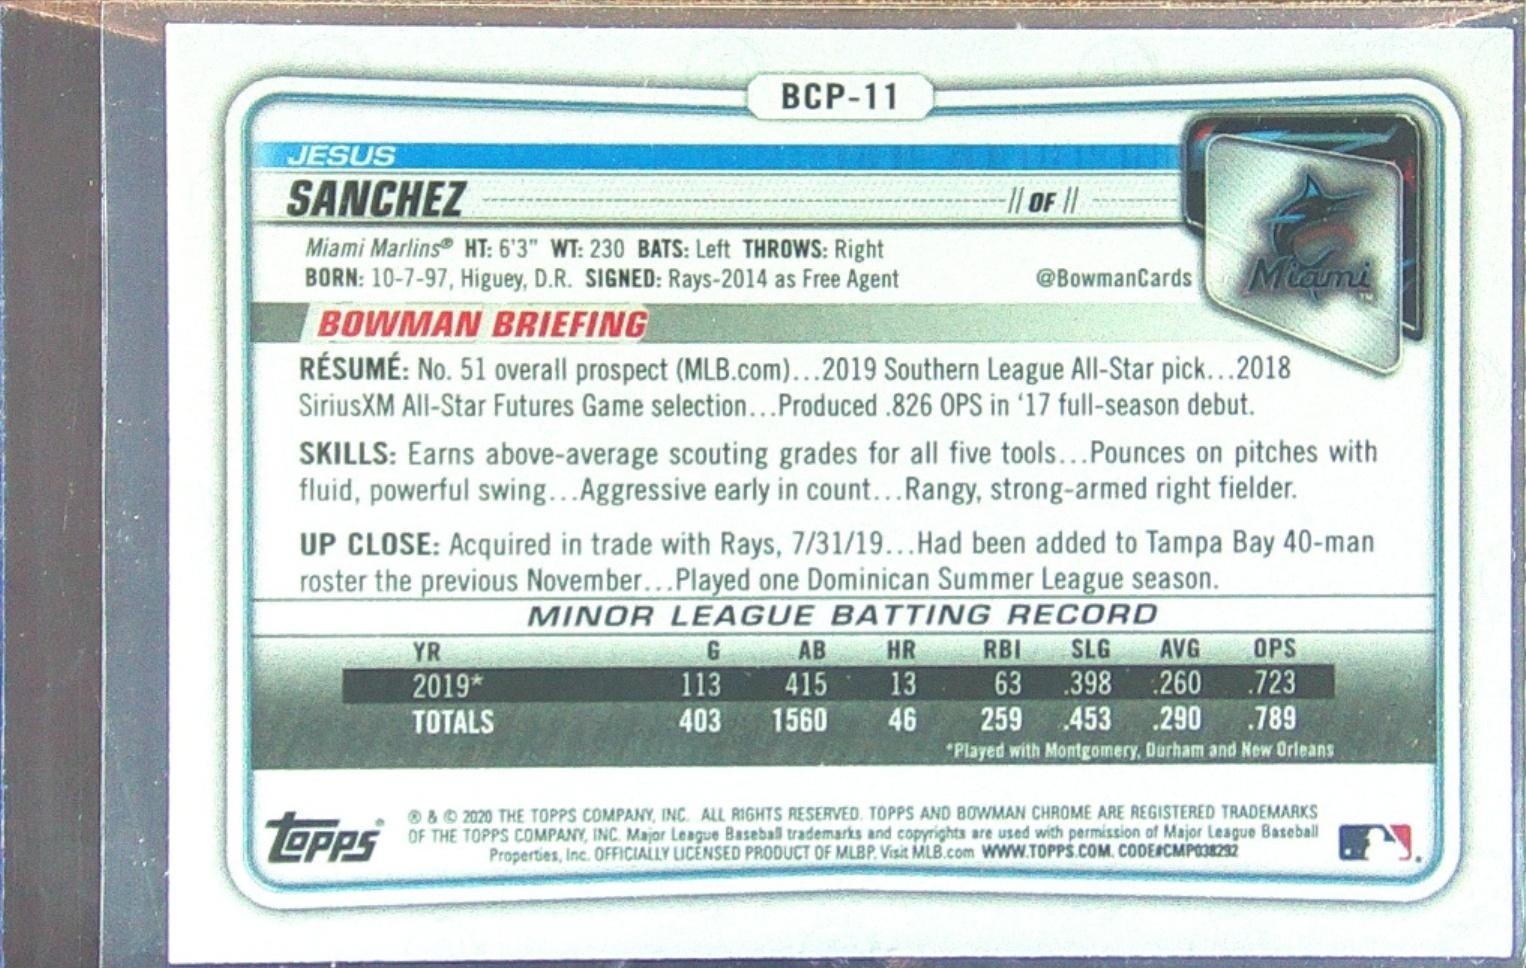 BCP-11
JESUS
SANCHEZ // OF //
Miami Marlins® HT: 6'3" WT: 230 BATS: Left THROWS: Right
BORN: 10-7-97, Higuey, D.R. SIGNED: Rays-2014 as Free Agent @BowmanCards
Miami™
BOWMAN BRIEFING
RÉSUMÉ: No. 51 overall prospect (MLB.com)...2019 Southern League All-Star pick...2018
SiriusXM All-Star Futures Game selection...Produced .826 OPS in '17 full-season debut.
SKILLS: Earns above-average scouting grades for all five tools...Pounces on pitches with
fluid, powerful swing...Aggressive early in count...Rangy, strong-armed right fielder.
UP CLOSE: Acquired in trade with Rays, 7/31/19...Had been added to Tampa Bay 40-man
roster the previous November...Played one Dominican Summer League season.
MINOR LEAGUE BATTING RECORD
YR G AB HR RBI SLG AVG OPS
2019* 113 415 13 63 .398 .260 .723
TOTALS 403 1560 46 259 .453 .290 .789
*Played with Montgomery, Durham and New Orleans
TOPPS®
® & © 2020 THE TOPPS COMPANY, INC. ALL RIGHTS RESERVED. TOPPS AND BOWMAN CHROME ARE REGISTERED TRADEMARKS
OF THE TOPPS COMPANY, INC. Major League Baseball trademarks and copyrights are used with permission of Major League Baseball
Properties, Inc. OFFICIALLY LICENSED PRODUCT OF MLBP. Visit MLB.com WWW.TOPPS.COM. CODE#CMP038292